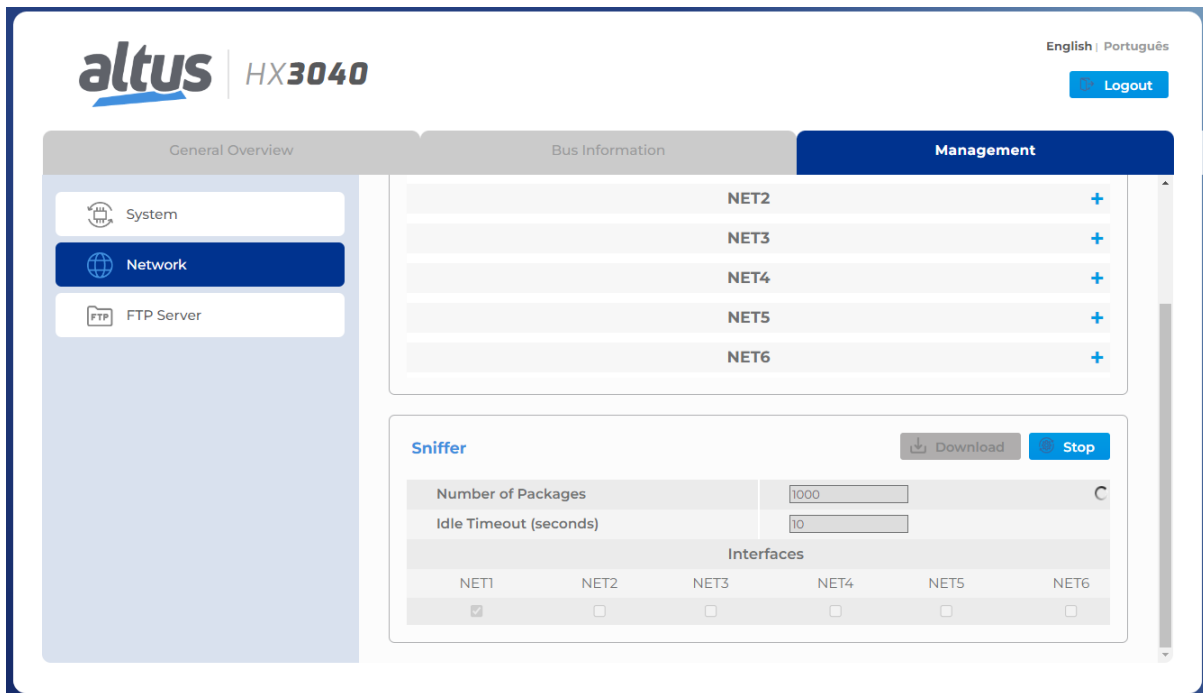 English | Português
altus HX3040
Logout
General Overview Bus Information Management
System
Network
FTP FTP Server
NET2 +
NET3 +
NET4 +
NET5 +
NET6 +
Sniffer Download Stop
Number of Packages 1000
Idle Timeout (seconds) 10
Interfaces
NET1 NET2 NET3 NET4 NET5 NET6